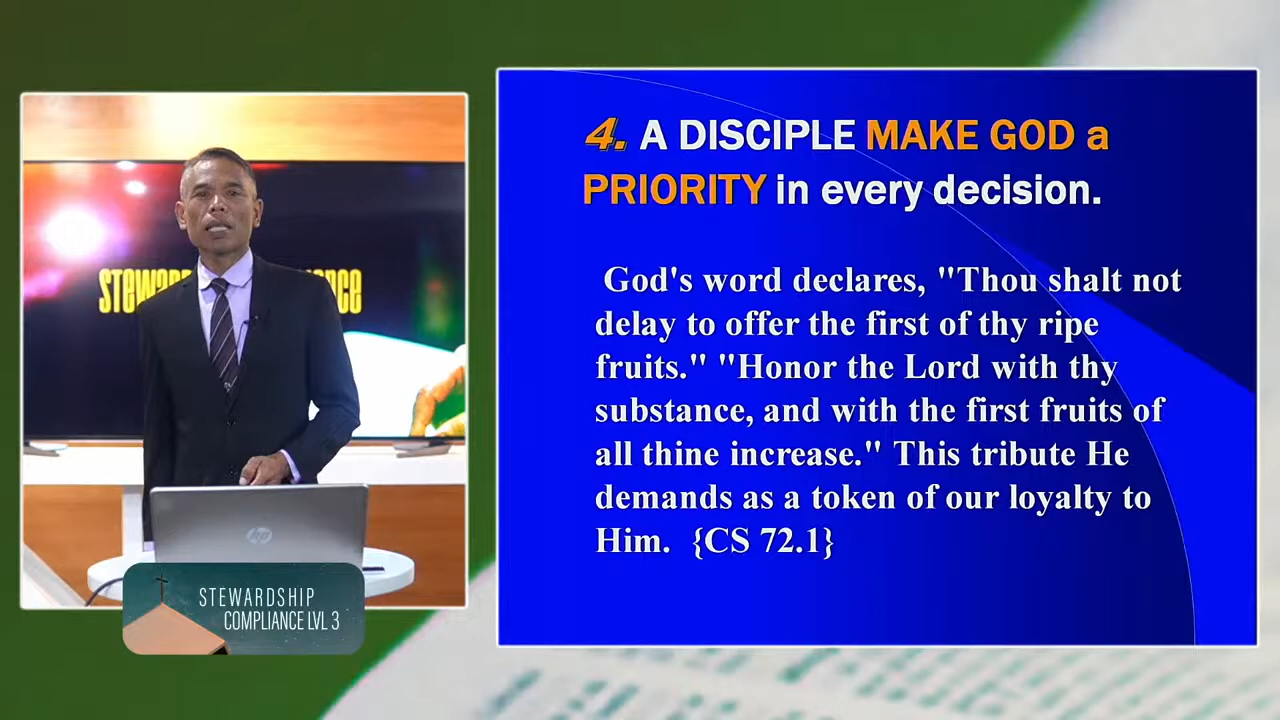 4. A DISCIPLE MAKE GOD a
PRIORITY in every decision.
God's word declares, "Thou shalt not
delay to offer the first of thy ripe
fruits." "Honor the Lord with thy
substance, and with the first fruits of
all thine increase." This tribute He
demands as a token of our loyalty to
Him. {CS 72.1}
hp
STEWARDSHIP
COMPLIANCE LVL 3